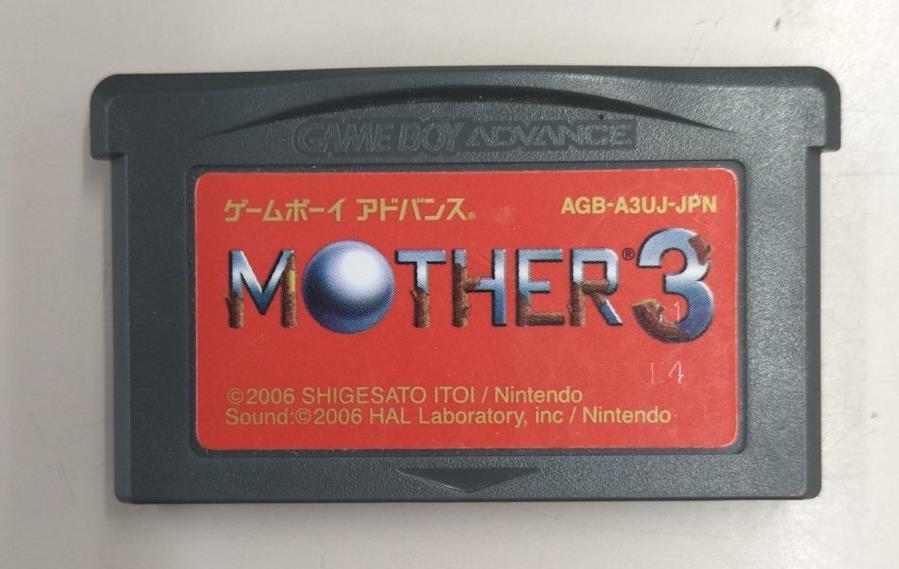 GAME BOY ADVANCE
ゲームボーイ アドバンス® AGB-A3UJ-JPN
MOTHER®3
14
©2006 SHIGESATO ITOI / Nintendo
Sound:©2006 HAL Laboratory, inc / Nintendo